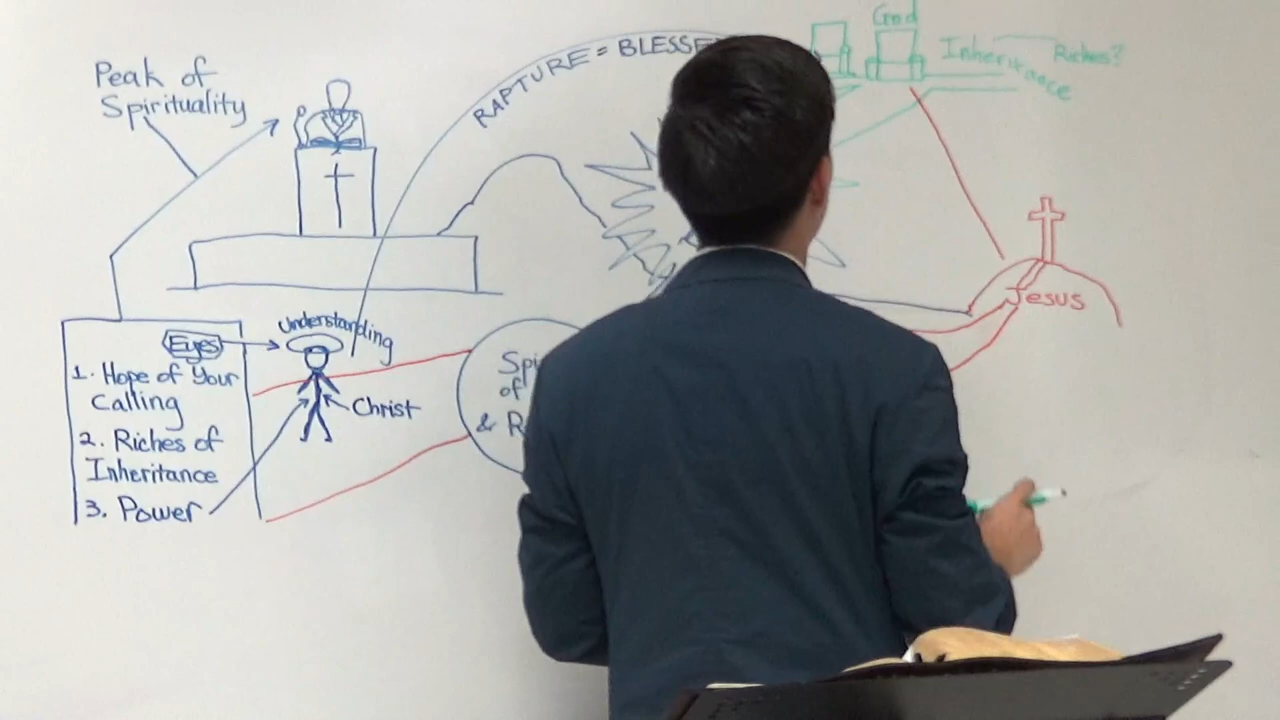 Peak of
Spirituality
RAPTURE = BLESSE
God
Inheritance
Riches?
Jesus
Eyes
Understanding
1. Hope of Your
Calling
2. Riches of
Inheritance
3. Power
Christ
of
&